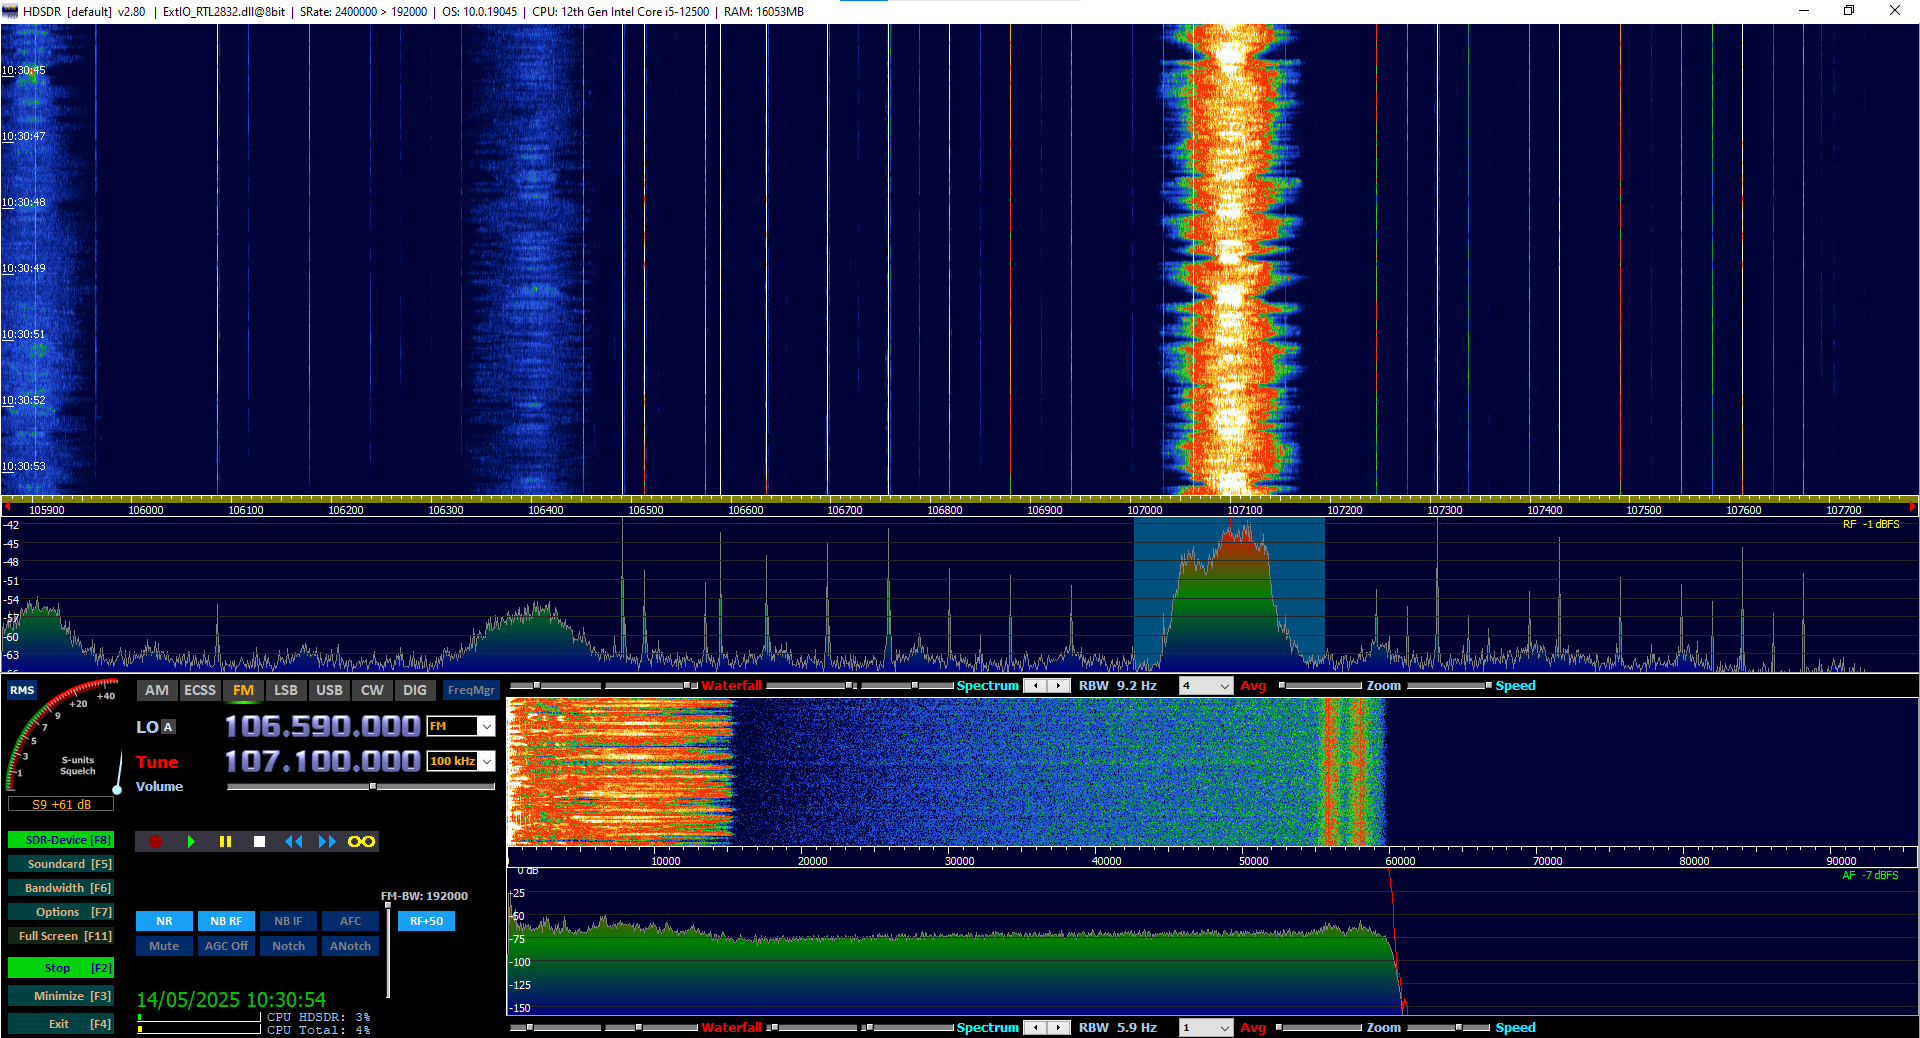 HDSDR [default] v2.80 | ExtIO_RTL2832.dll@8bit | SRate: 2400000 > 192000 | OS: 10.0.19045 | CPU: 12th Gen Intel Core i5-12500 | RAM: 16053MB
10:30:45
10:30:47
10:30:48
10:30:49
10:30:51
10:30:52
10:30:53
105900 106000 106100 106200 106300 106400 106500 106600 106700 106800 106900 107000 107100 107200 107300 107400 107500 107600 107700
RF -1 dBFS
-42
-45
-48
-51
-54
-57
-60
-63
RMS
+40
+20
9
7
5
3
1
S-units
Squelch
S9 +61 dB
AM ECSS FM LSB USB CW DIG FreqMgr
Waterfall Spectrum RBW 9.2 Hz 4 Avg Zoom Speed
LO A 106.590.000 FM
Tune 107.100.000 100 kHz
Volume
SDR-Device [F8]
Soundcard [F5]
Bandwidth [F6]
Options [F7]
Full Screen [F11]
Stop [F2]
Minimize [F3]
Exit [F4]
FM-BW: 192000
NR NB RF NB IF AFC RF+50
Mute AGC Off Notch ANotch
14/05/2025 10:30:54
CPU HDSDR: 3%
CPU Total: 4%
10000 20000 30000 40000 50000 60000 70000 80000 90000
AF -7 dBFS
0 dB
-25
-50
-75
-100
-125
-150
Waterfall Spectrum RBW 5.9 Hz 1 Avg Zoom Speed